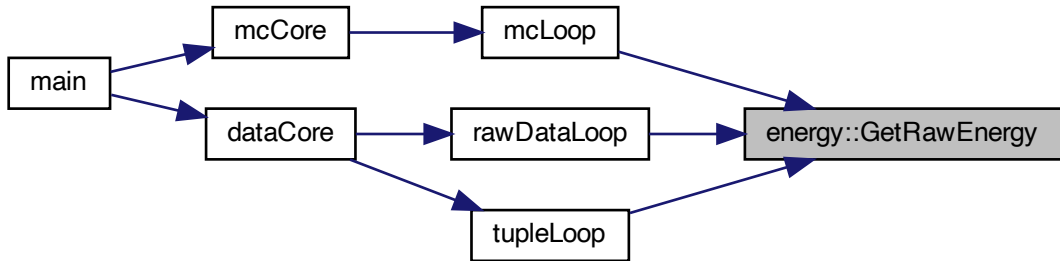 mcCore
mcLoop
main
dataCore
rawDataLoop
energy::GetRawEnergy
tupleLoop